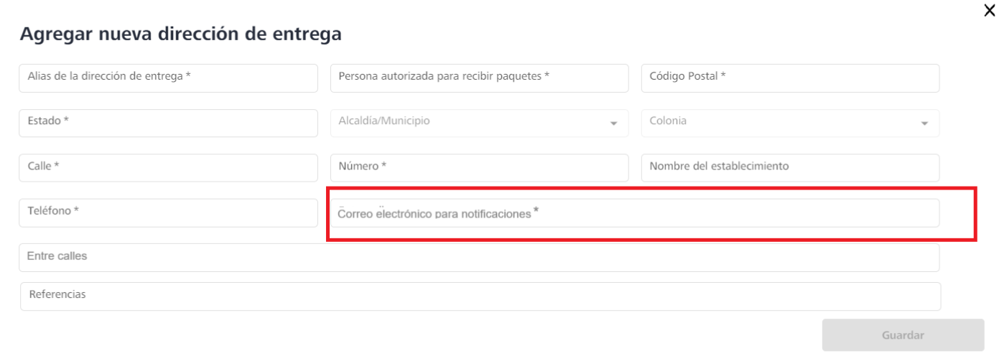 X
Agregar nueva dirección de entrega
Alias de la dirección de entrega *
Persona autorizada para recibir paquetes *
Código Postal *
Estado *
Alcaldía/Municipio
Colonia
Calle *
Número *
Nombre del establecimiento
Teléfono *
Correo electrónico para notificaciones *
Entre calles
Referencias
Guardar